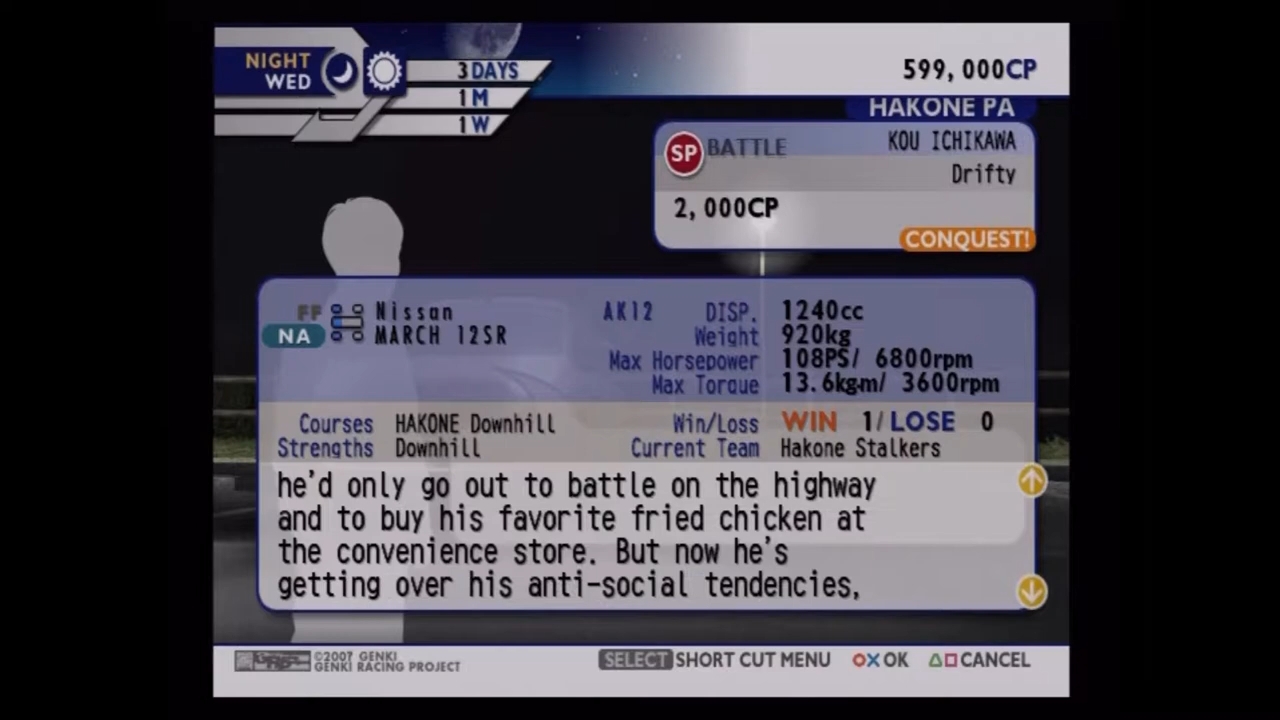 NIGHT
WED
3 DAYS
1 M
1 W
599,000CP
HAKONE PA
SP BATTLE
KOU ICHIKAWA
Drifty
2,000CP
CONQUEST!
FF
NA
Nissan
MARCH 12SR
AK12
DISP. 1240cc
Weight 920kg
Max Horsepower 108PS/ 6800rpm
Max Torque 13.6kgm/ 3600rpm
Courses HAKONE Downhill
Strengths Downhill
Win/Loss WIN 1/ LOSE 0
Current Team Hakone Stalkers
he'd only go out to battle on the highway
and to buy his favorite fried chicken at
the convenience store. But now he's
getting over his anti-social tendencies,
©2007 GENKI
GENKI RACING PROJECT
SELECT SHORT CUT MENU
OK
CANCEL